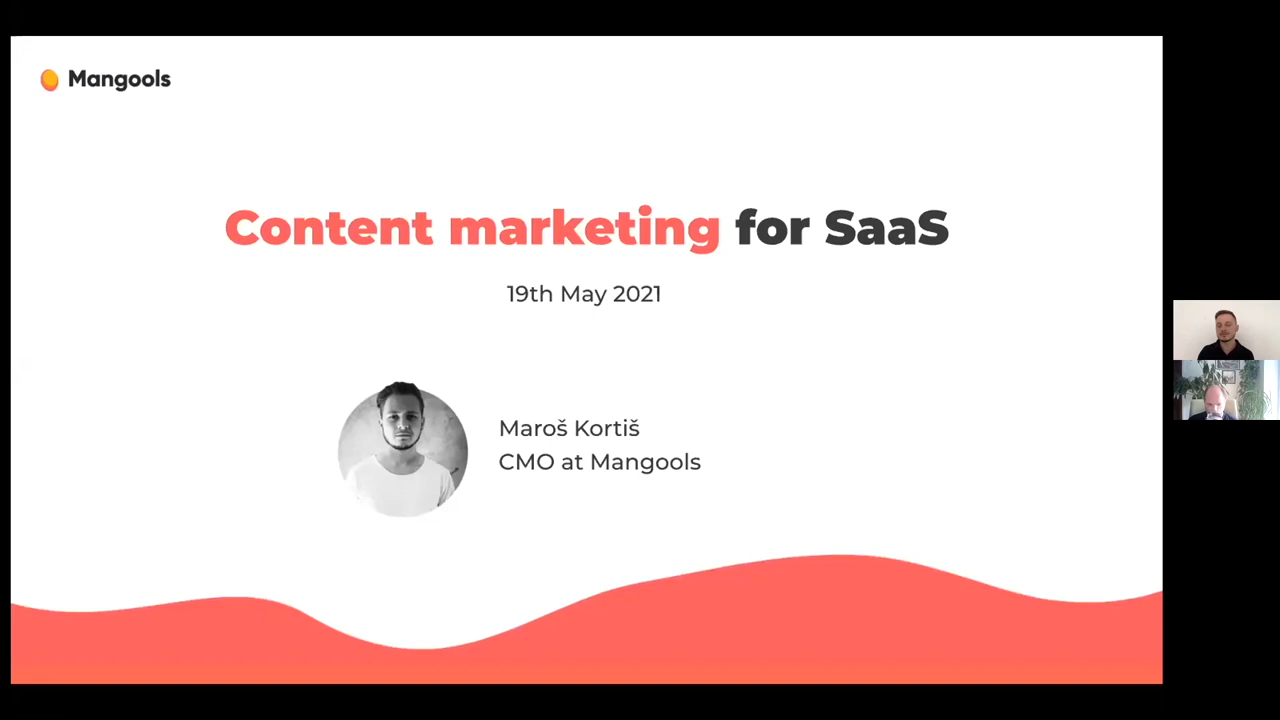 Mangools
Content marketing for SaaS
19th May 2021
Maroš Kortiš
CMO at Mangools